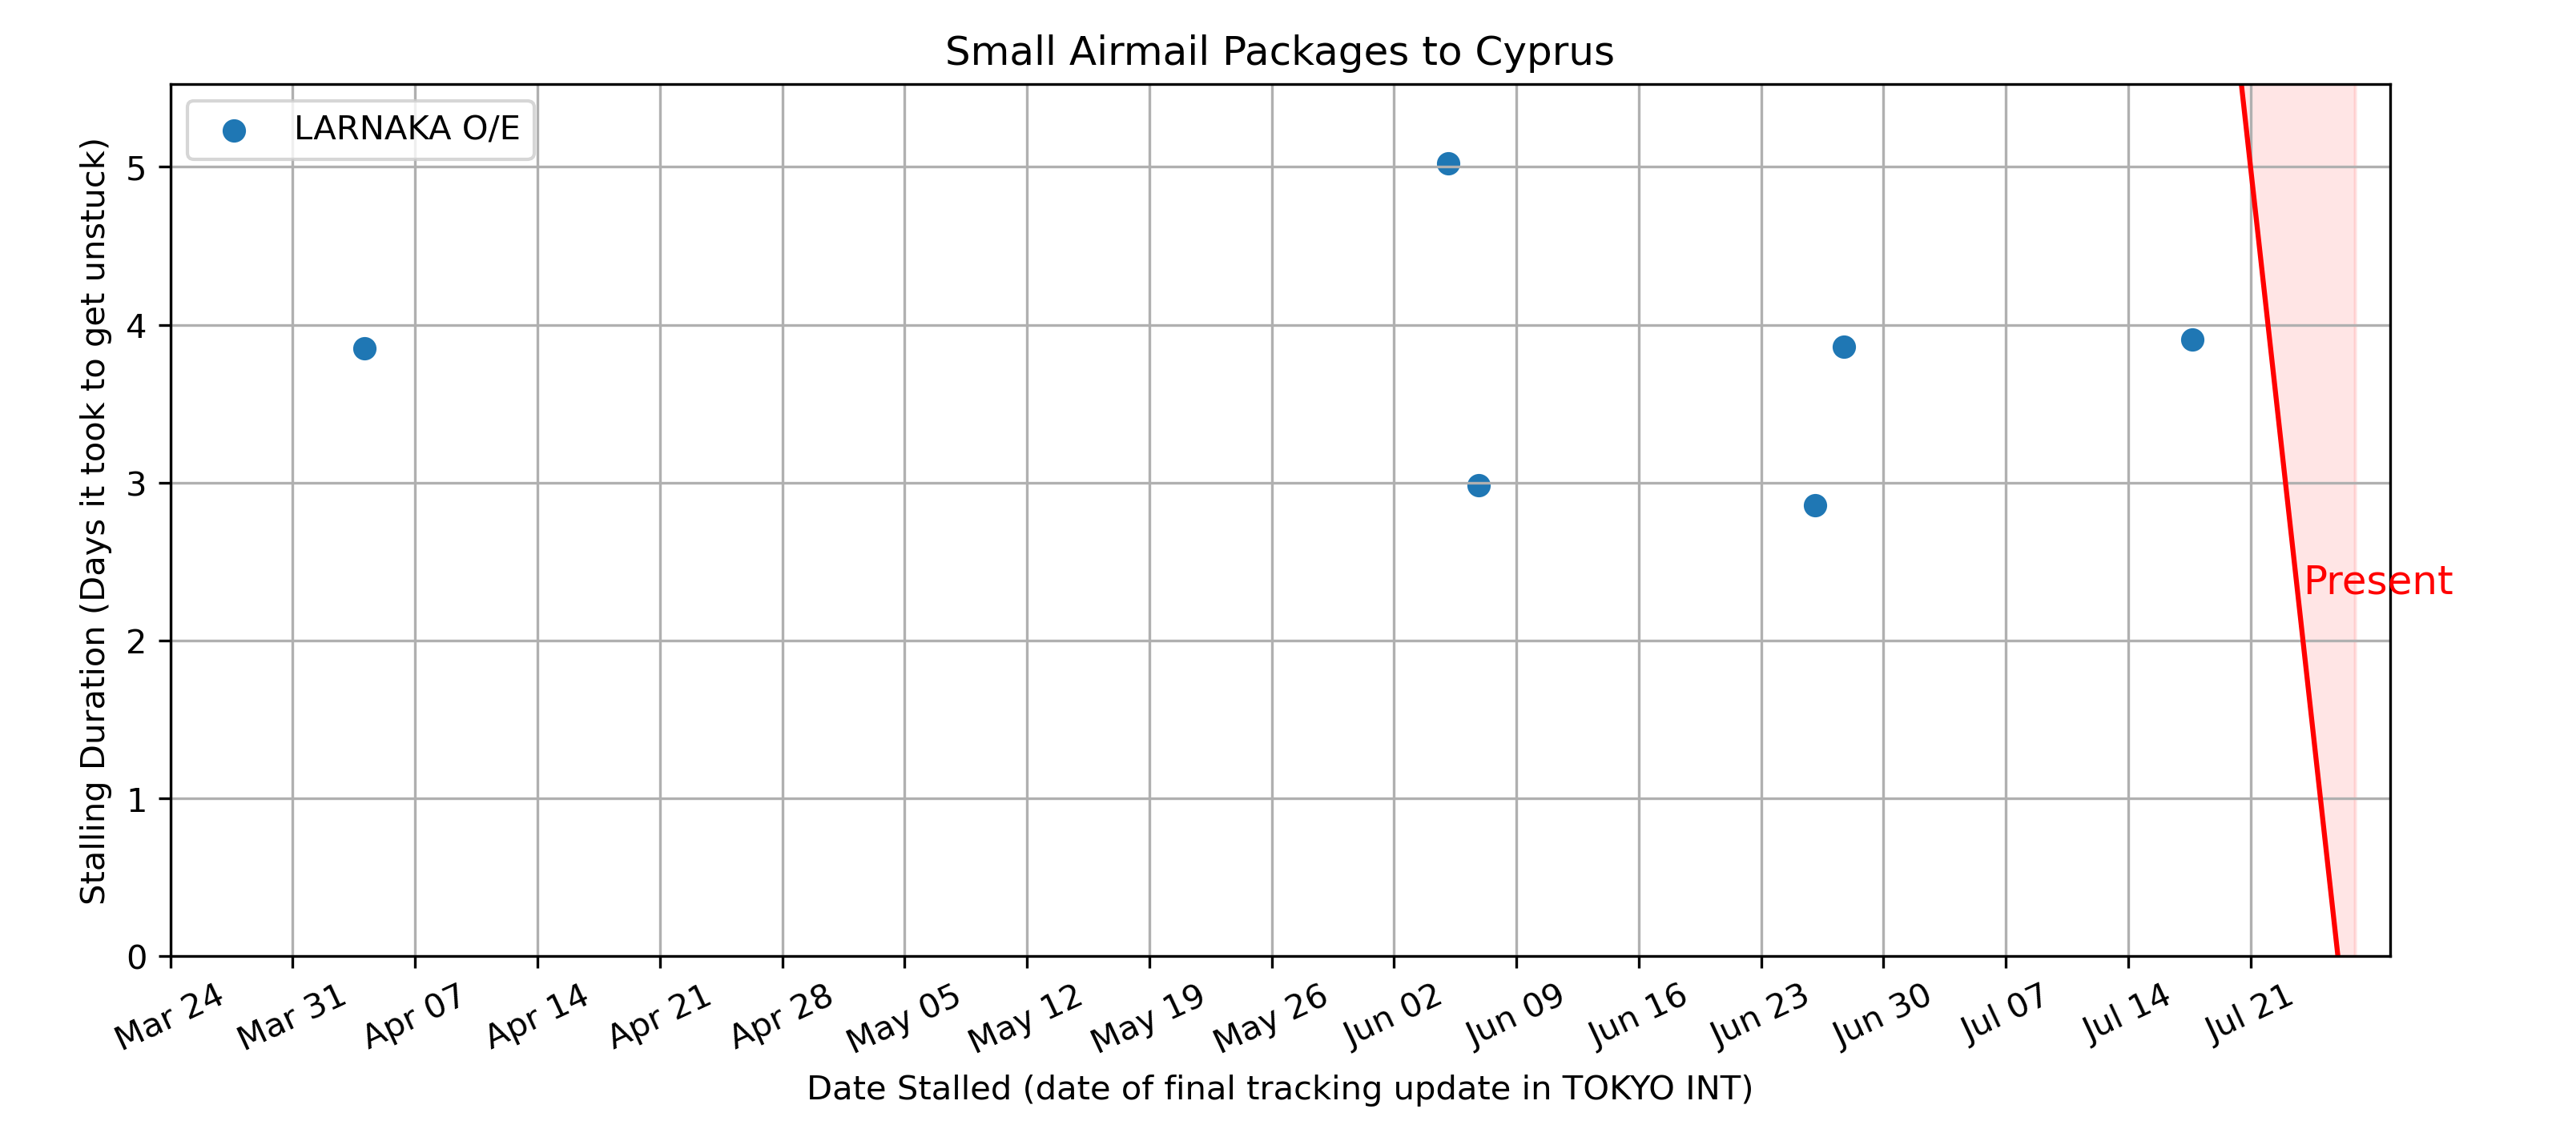 Small Airmail Packages to Cyprus
LARNAKA O/E
Stalling Duration (Days it took to get unstuck)
5
4
3
2
1
0
Present
Mar 24
Mar 31
Apr 07
Apr 14
Apr 21
Apr 28
May 05
May 12
May 19
May 26
Jun 02
Jun 09
Jun 16
Jun 23
Jun 30
Jul 07
Jul 14
Jul 21
Date Stalled (date of final tracking update in TOKYO INT)